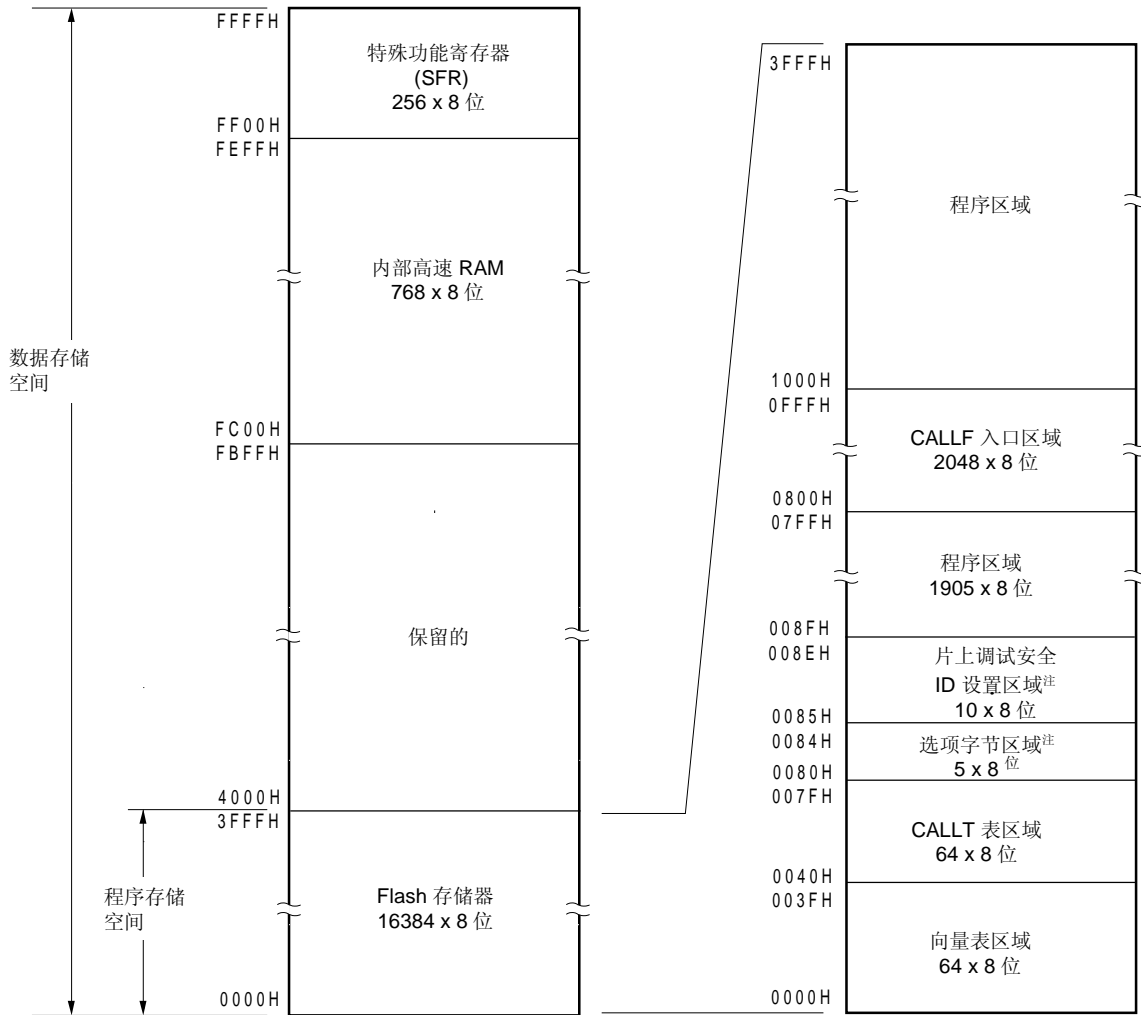 FFFFH
特殊功能寄存器
(SFR)
256 x 8 位
FF00H
FEFFH
内部高速 RAM
768 x 8 位
数据存储
空间
FC00H
FBFFH
保留的
4000H
3FFFH
程序存储
空间
Flash 存储器
16384 x 8 位
0000H
3FFFH
程序区域
1000H
0FFFH
CALLF 入口区域
2048 x 8 位
0800H
07FFH
程序区域
1905 x 8 位
008FH
008EH
片上调试安全
ID 设置区域注
10 x 8 位
0085H
0084H
选项字节区域注
5 x 8 位
0080H
007FH
CALLT 表区域
64 x 8 位
0040H
003FH
向量表区域
64 x 8 位
0000H